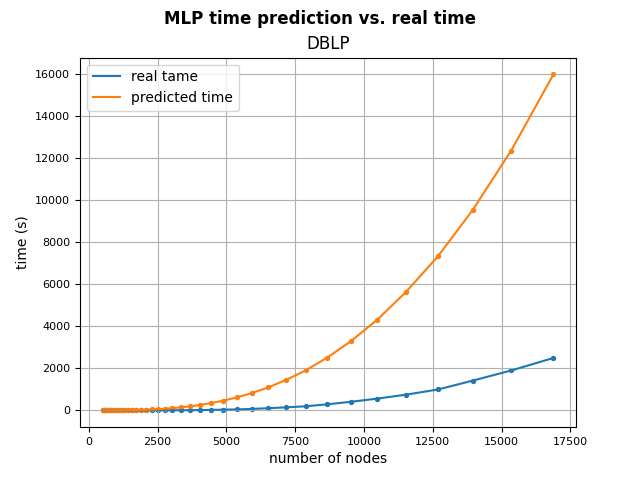 MLP time prediction vs. real time
DBLP
real tame
predicted time
time (s)
16000
14000
12000
10000
8000
6000
4000
2000
0
0 2500 5000 7500 10000 12500 15000 17500
number of nodes